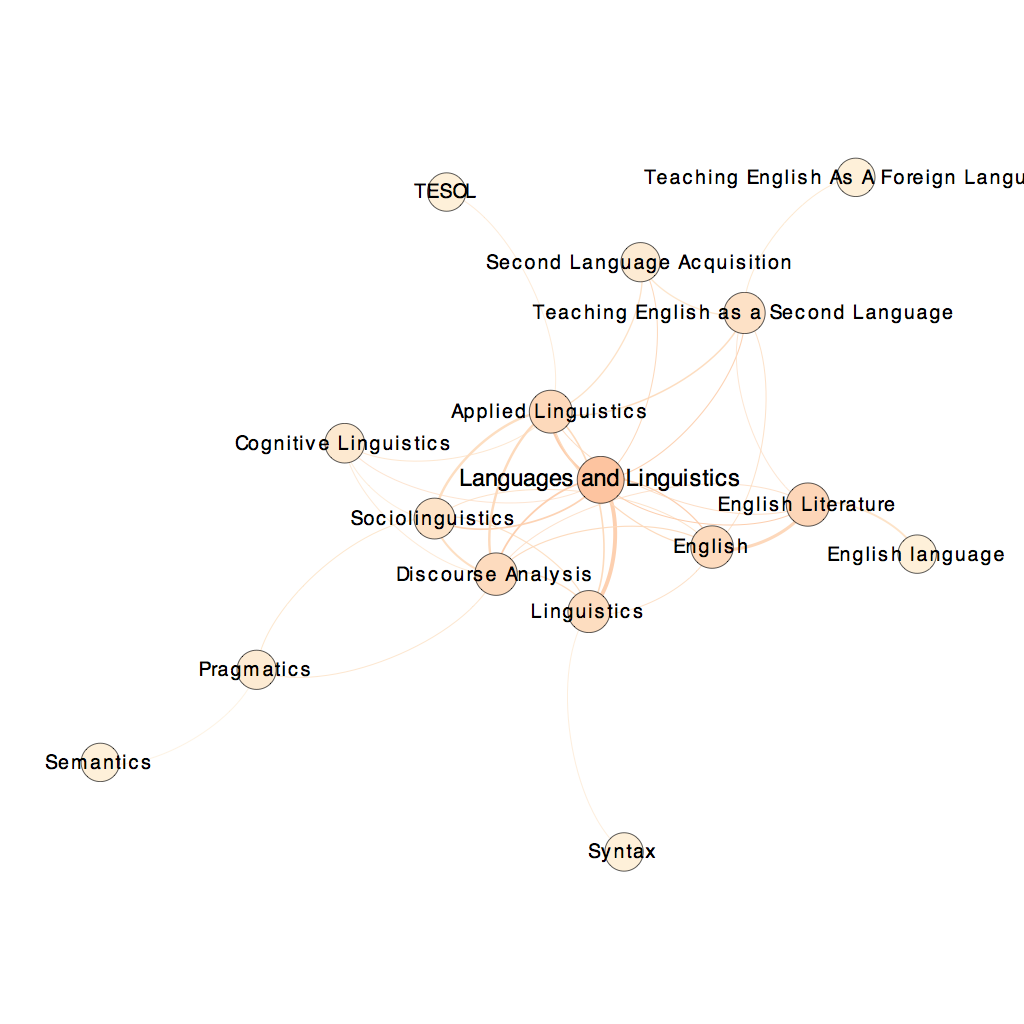 Teaching English As A Foreign Langu
TESOL
Second Language Acquisition
Teaching English as a Second Language
Applied Linguistics
Cognitive Linguistics
Languages and Linguistics
English Literature
Sociolinguistics
English
English language
Discourse Analysis
Linguistics
Pragmatics
Semantics
Syntax